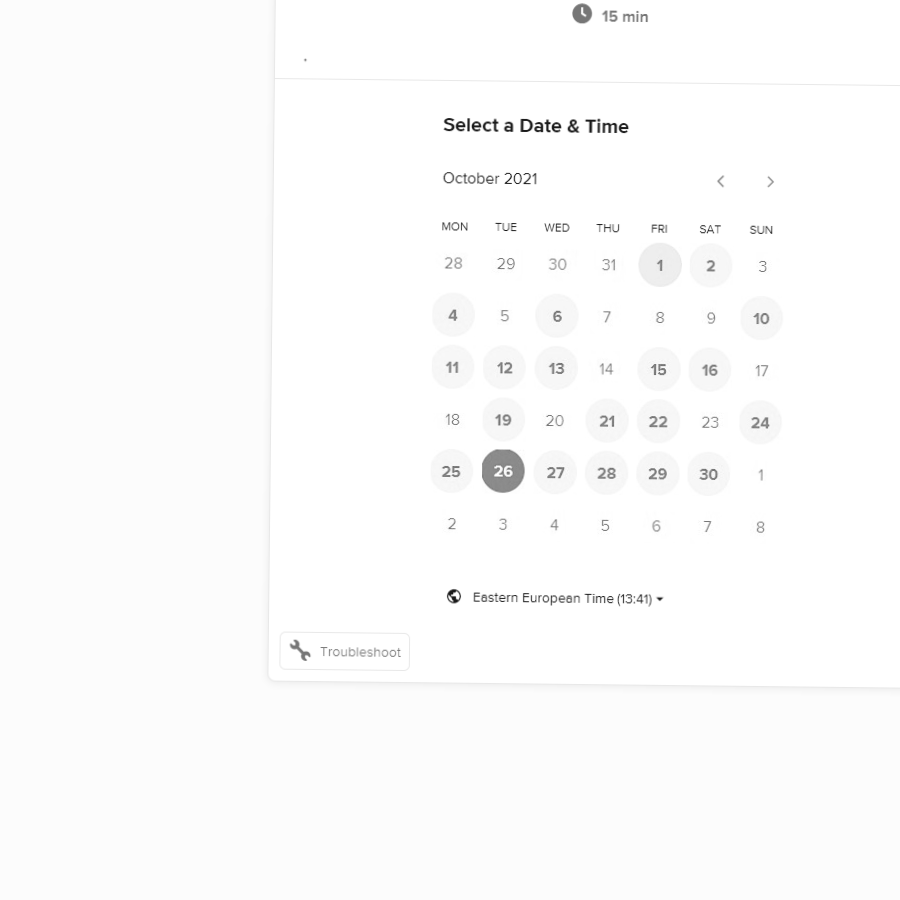 15 min
.
Select a Date & Time
October 2021
MON TUE WED THU FRI SAT SUN
28 29 30 31 1 2 3
4 5 6 7 8 9 10
11 12 13 14 15 16 17
18 19 20 21 22 23 24
25 26 27 28 29 30 1
2 3 4 5 6 7 8
Eastern European Time (13:41)
Troubleshoot